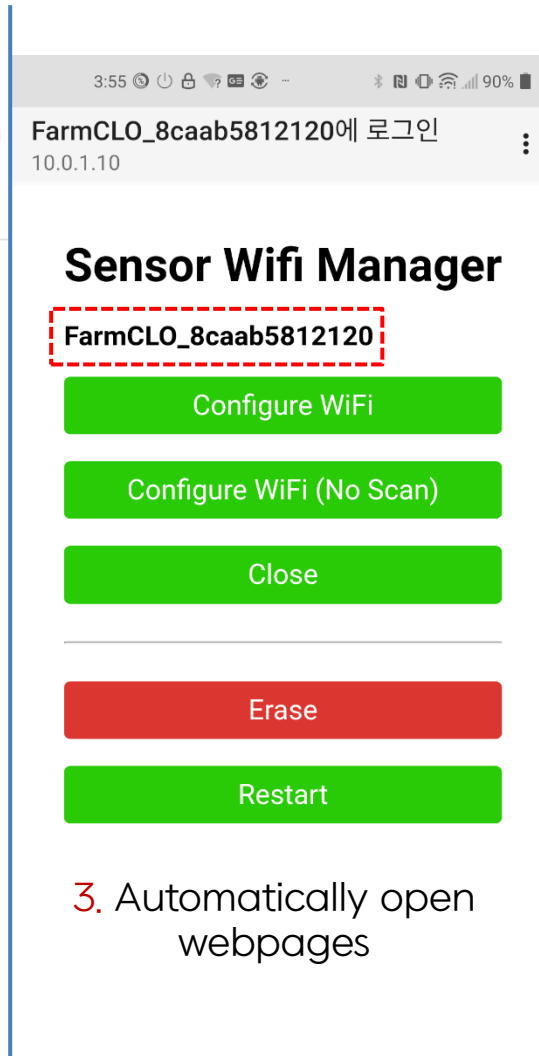 3:55 90%
FarmCLO_8caab5812120에 로그인
10.0.1.10
Sensor Wifi Manager
FarmCLO_8caab5812120
Configure WiFi
Configure WiFi (No Scan)
Close
Erase
Restart
3. Automatically open
webpages